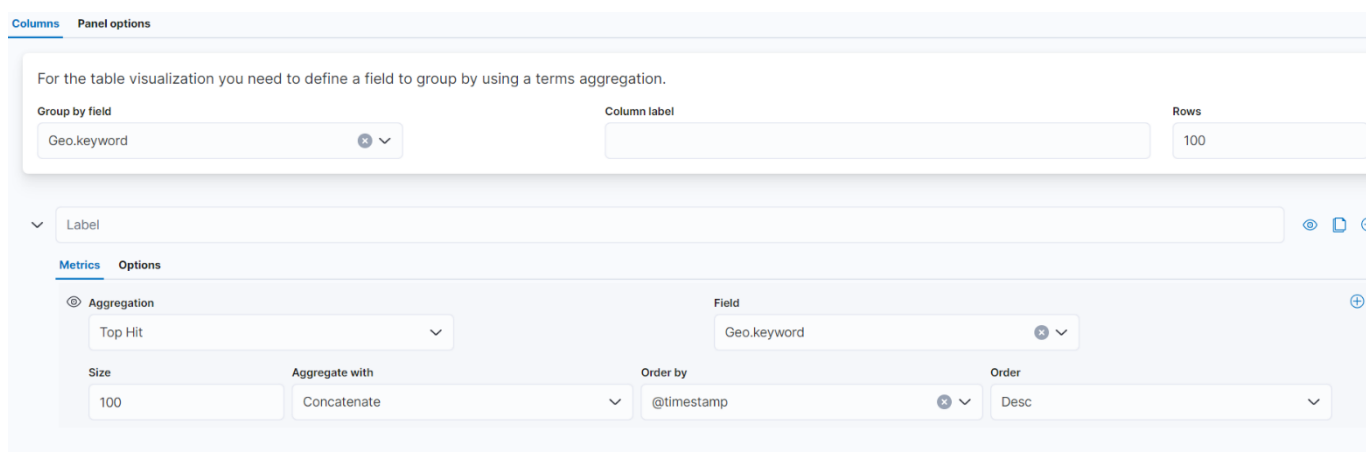 Columns Panel options
For the table visualization you need to define a field to group by using a terms aggregation.
Group by field Column label Rows
Geo.keyword 100
Label
Metrics Options
Aggregation Field
Top Hit Geo.keyword
Size Aggregate with Order by Order
100 Concatenate @timestamp Desc